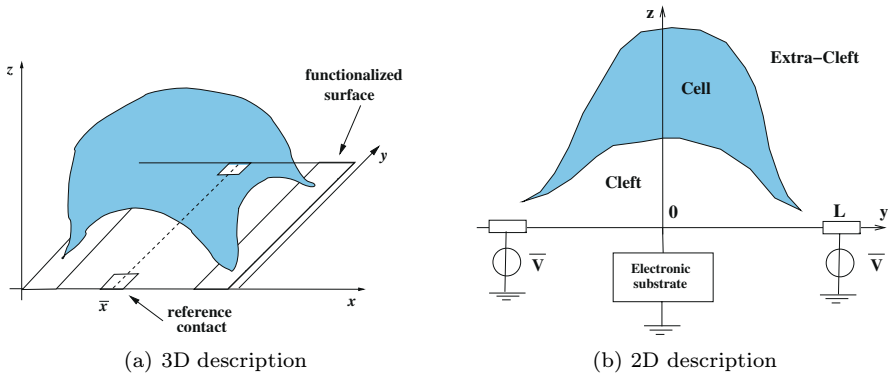 z
functionalized
surface
y
x̅
x
reference
contact
(a) 3D description
z
Extra−Cleft
Cell
Cleft
0
L
y
V̅
V̅
Electronic
substrate
(b) 2D description